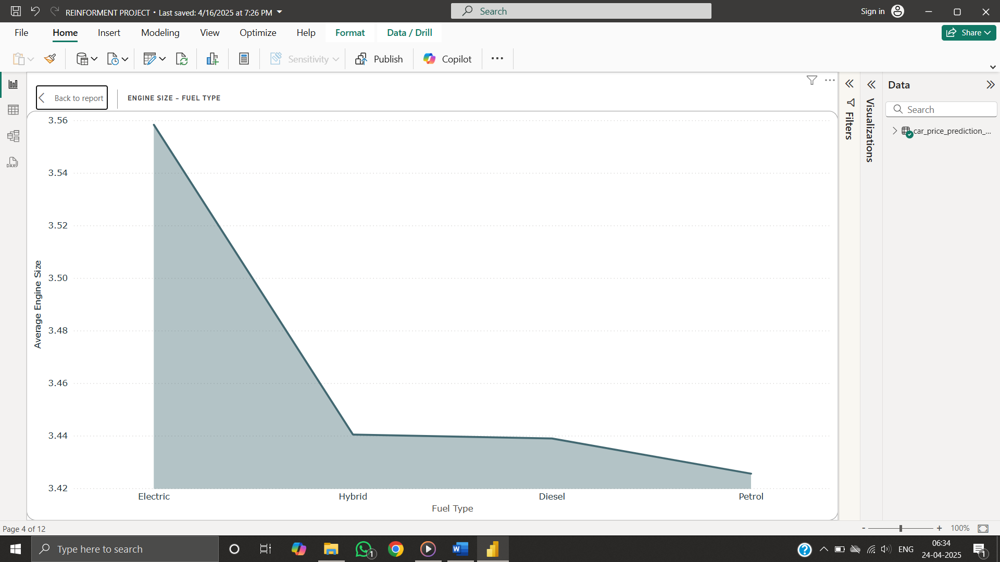 REINFORMENT PROJECT • Last saved: 4/16/2025 at 7:26 PM
Search
Sign in
File
Home
Insert
Modeling
View
Optimize
Help
Format
Data / Drill
Share
Sensitivity
Publish
Copilot
Back to report
ENGINE SIZE - FUEL TYPE
Average Engine Size
3.56
3.54
3.52
3.50
3.48
3.46
3.44
3.42
Electric
Hybrid
Diesel
Petrol
Fuel Type
Filters
Visualizations
Data
Search
car_price_prediction_...
DAX
Page 4 of 12
- + 100%
Type here to search
1
ENG
06:34
24-04-2025
1